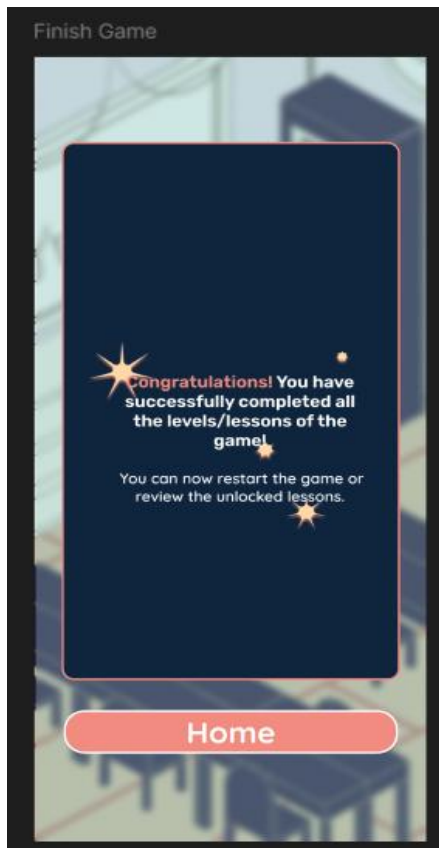 Finish Game
Congratulations! You have
successfully completed all
the levels/lessons of the
game!
You can now restart the game or
review the unlocked lessons.
Home